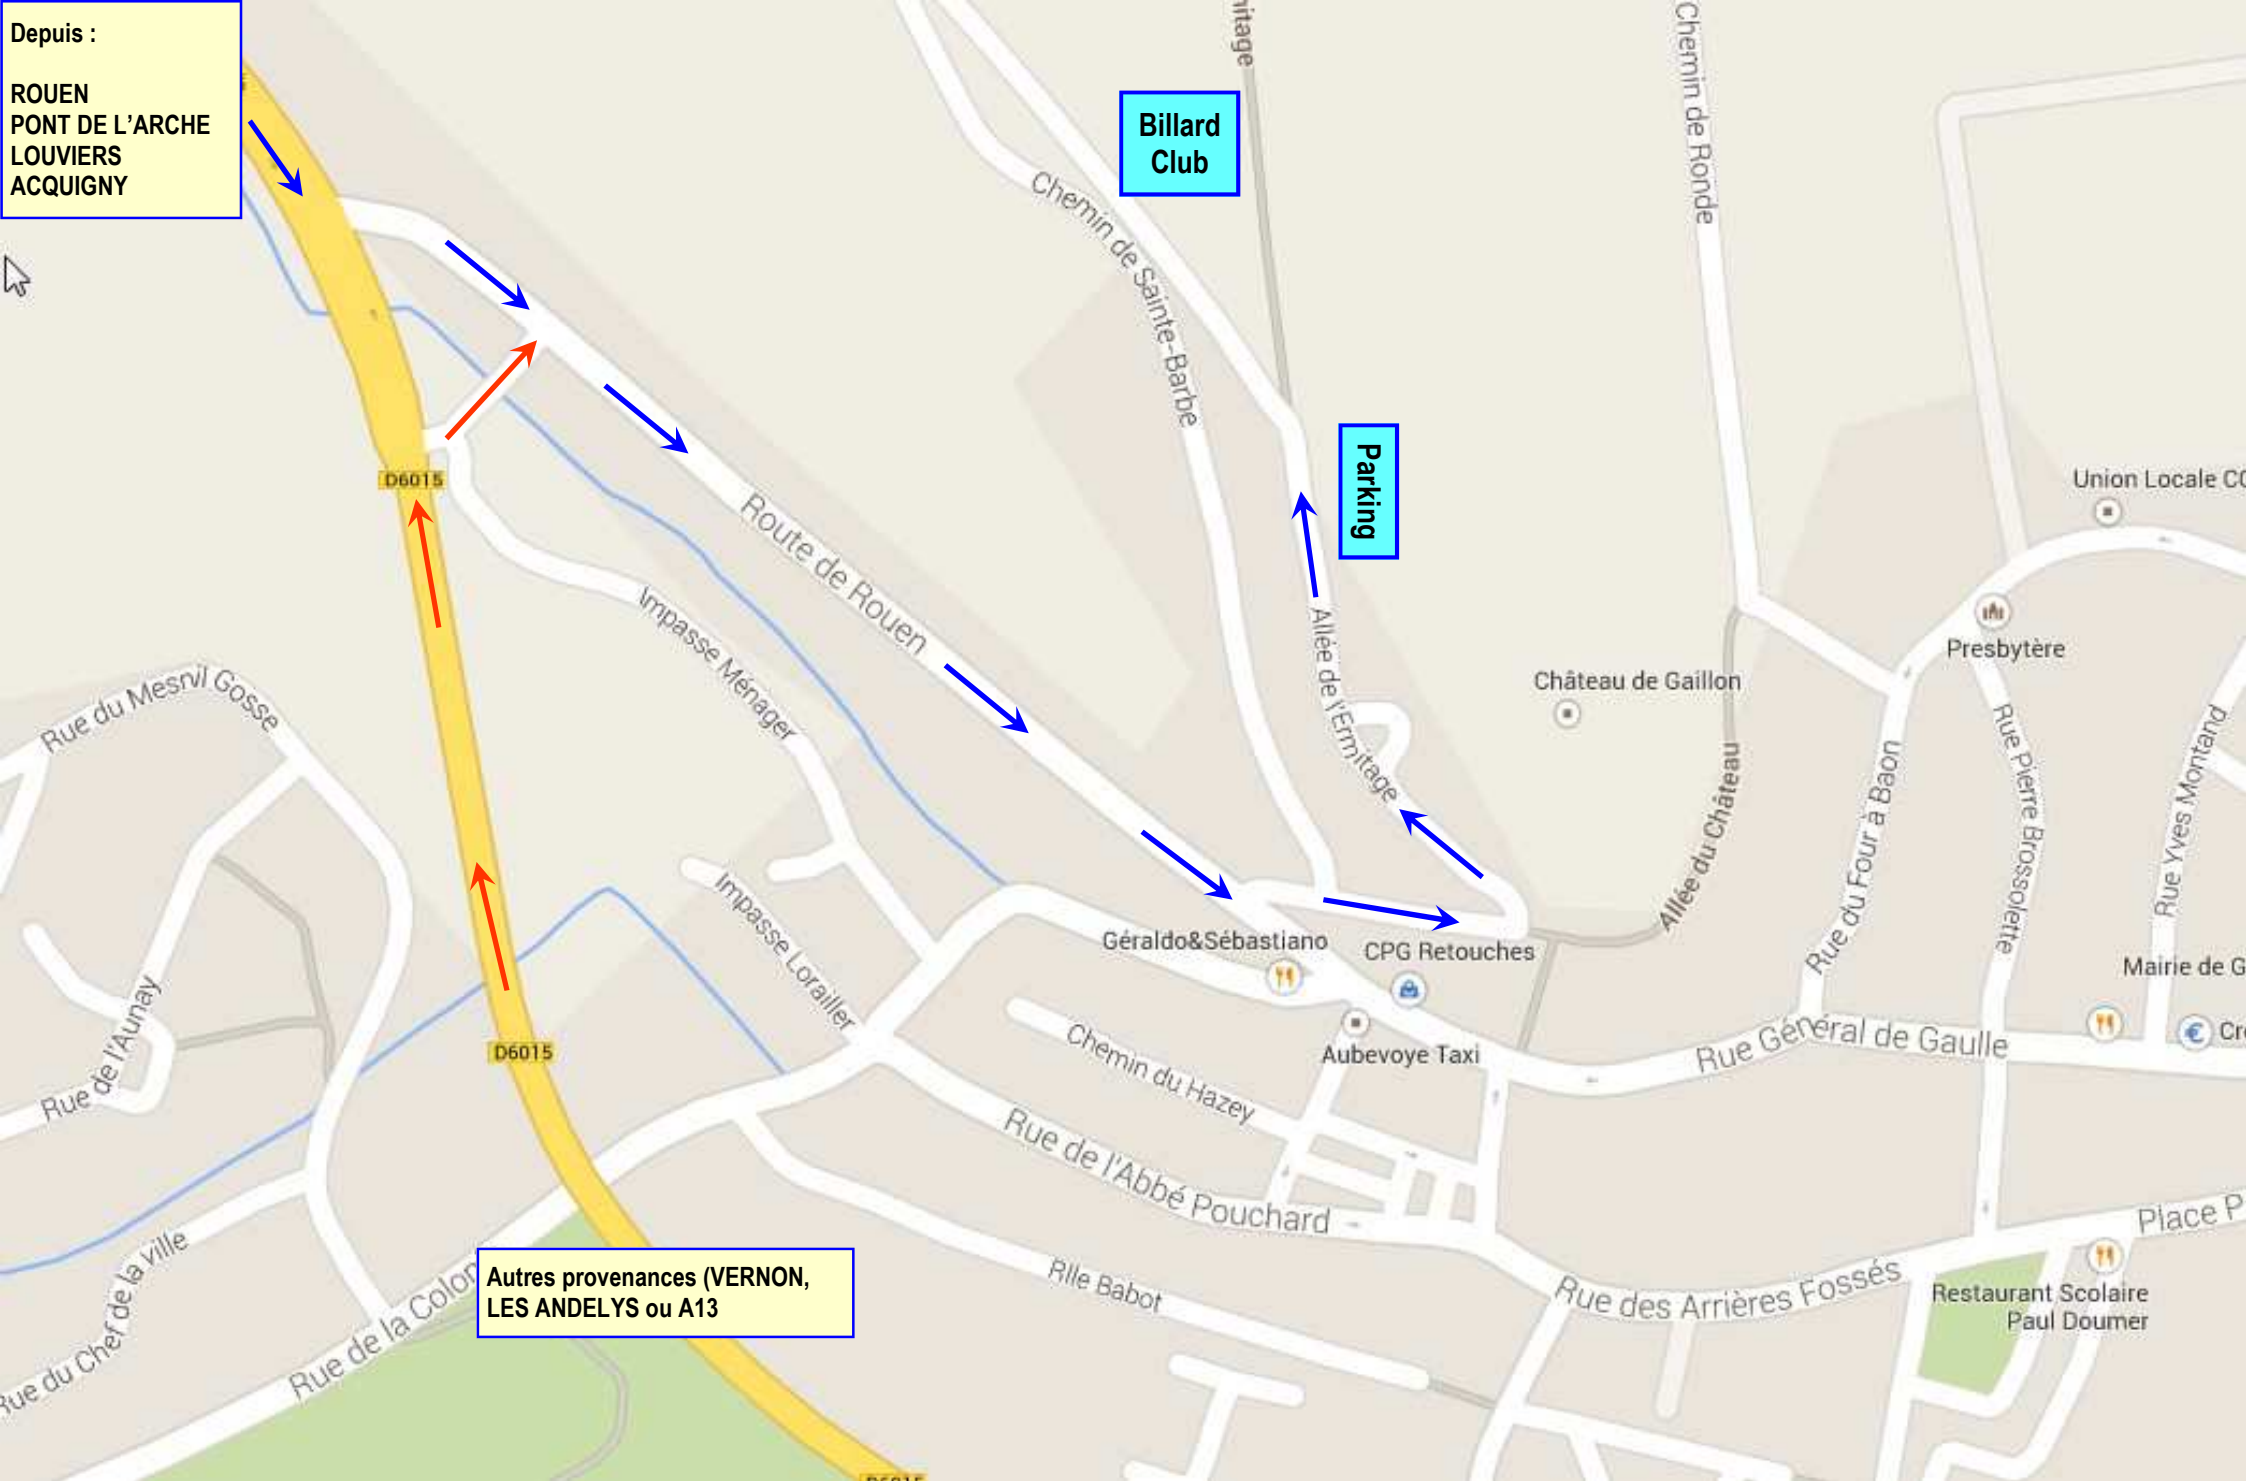 Depuis :
ROUEN
PONT DE L’ARCHE
LOUVIERS
ACQUIGNY
Billard
Club
Chemin de Ronde
Chemin de Sainte-Barbe
Parking
D6015
Route de Rouen
Union Locale
Impasse Ménager
Allée de l'Ermitage
Presbytère
Château de Gaillon
Rue du Mesnil Gosse
Rue Pierre Brossolette
Rue Yves Montand
Allée du Château
Rue du Four à Baon
Impasse Lorailler
Géraldo&Sébastiano
CPG Retouches
Mairie de G
Rue de l'Aunay
D6015
Chemin du Hazey
Aubevoye Taxi
Rue Général de Gaulle
Rue de l'Abbé Pouchard
Place P
Rue du Chef de la Ville
Rue de la Colon
Autres provenances (VERNON,
LES ANDELYS ou A13
Rlle Babot
Rue des Arrières Fossés
Restaurant Scolaire
Paul Doumer